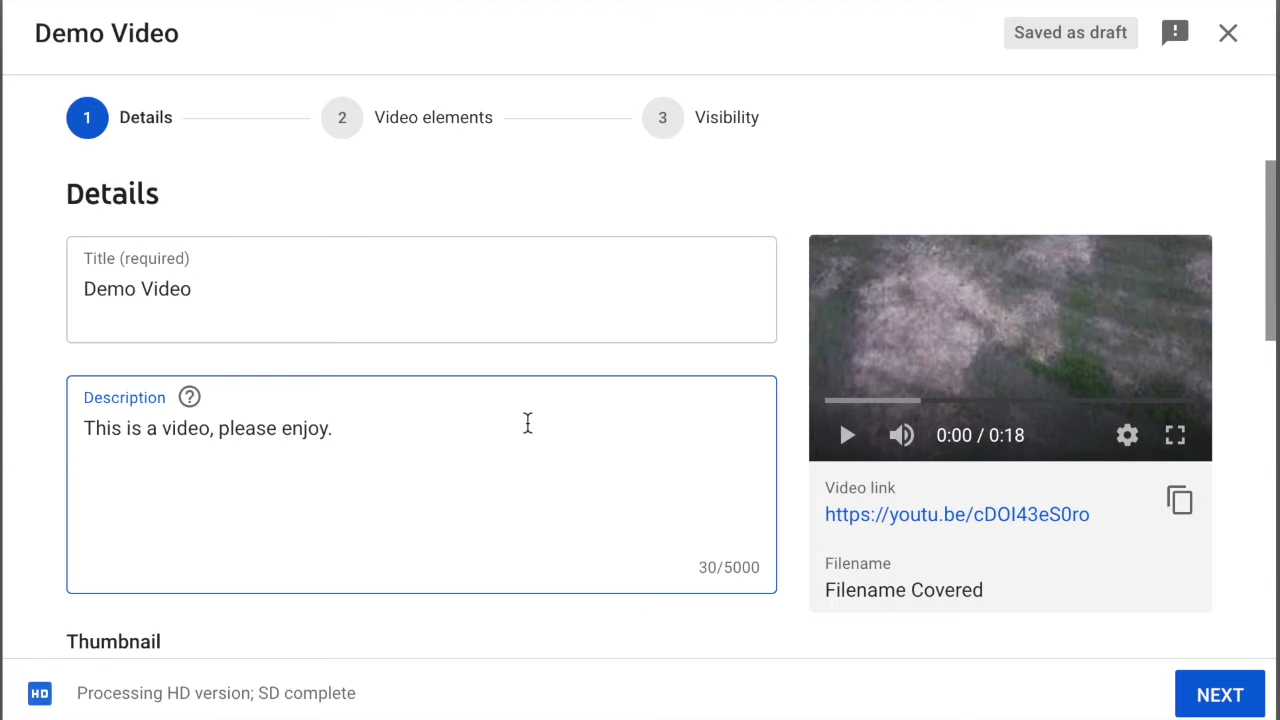 Demo Video
Saved as draft
1 Details
2 Video elements
3 Visibility
Details
Title (required)
Demo Video
Description
This is a video, please enjoy.
30/5000
0:00 / 0:18
Video link
https://youtu.be/cDOI43eS0ro
Filename
Filename Covered
Thumbnail
HD Processing HD version; SD complete
NEXT